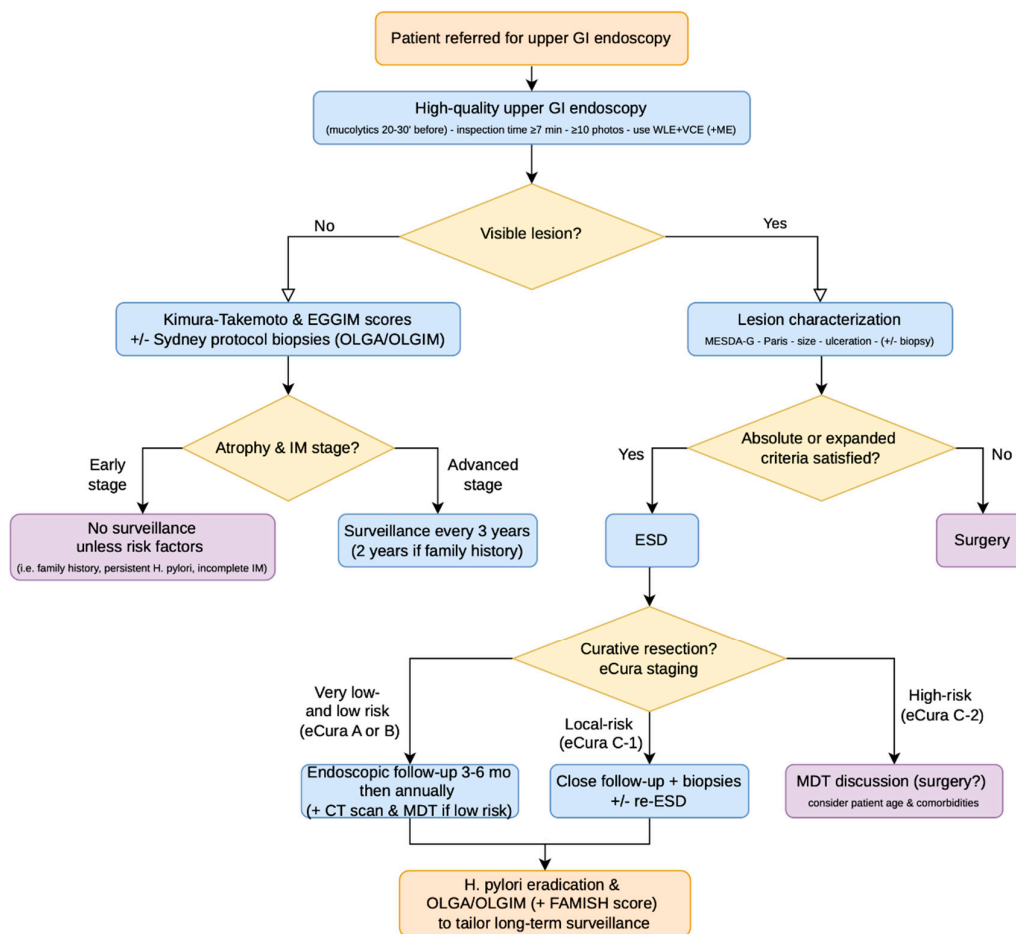 Patient referred for upper GI endoscopy
High-quality upper GI endoscopy
(mucolytics 20-30' before) - inspection time ≥7 min - ≥10 photos - use WLE+VCE (+ME)
Visible lesion?
No
Yes
Kimura-Takemoto & EGGIM scores
+/- Sydney protocol biopsies (OLGA/OLGIM)
Lesion characterization
MESDA-G - Paris - size - ulceration - (+/- biopsy)
Atrophy & IM stage?
Early
stage
Advanced
stage
Absolute or expanded
criteria satisfied?
Yes
No
No surveillance
unless risk factors
(i.e. family history, persistent H. pylori, incomplete IM)
Surveillance every 3 years
(2 years if family history)
ESD
Surgery
Curative resection?
eCura staging
Very low-
and low risk
(eCura A or B)
Local-risk
(eCura C-1)
High-risk
(eCura C-2)
Endoscopic follow-up 3-6 mo
then annually
(+ CT scan & MDT if low risk)
Close follow-up + biopsies
+/- re-ESD
MDT discussion (surgery?)
consider patient age & comorbidities
H. pylori eradication &
OLGA/OLGIM (+ FAMISH score)
to tailor long-term surveillance